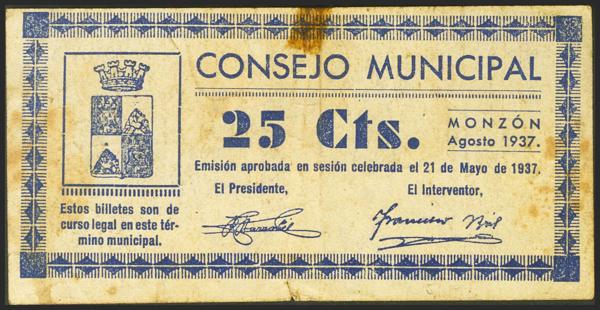 CONSEJO MUNICIPAL
25 Cts.
MONZÓN
Agosto 1937.
Emisión aprobada en sesión celebrada el 21 de Mayo de 1937.
El Presidente,
El Interventor,
Francisco
Estos billetes son de
curso legal en este tér-
mino municipal.